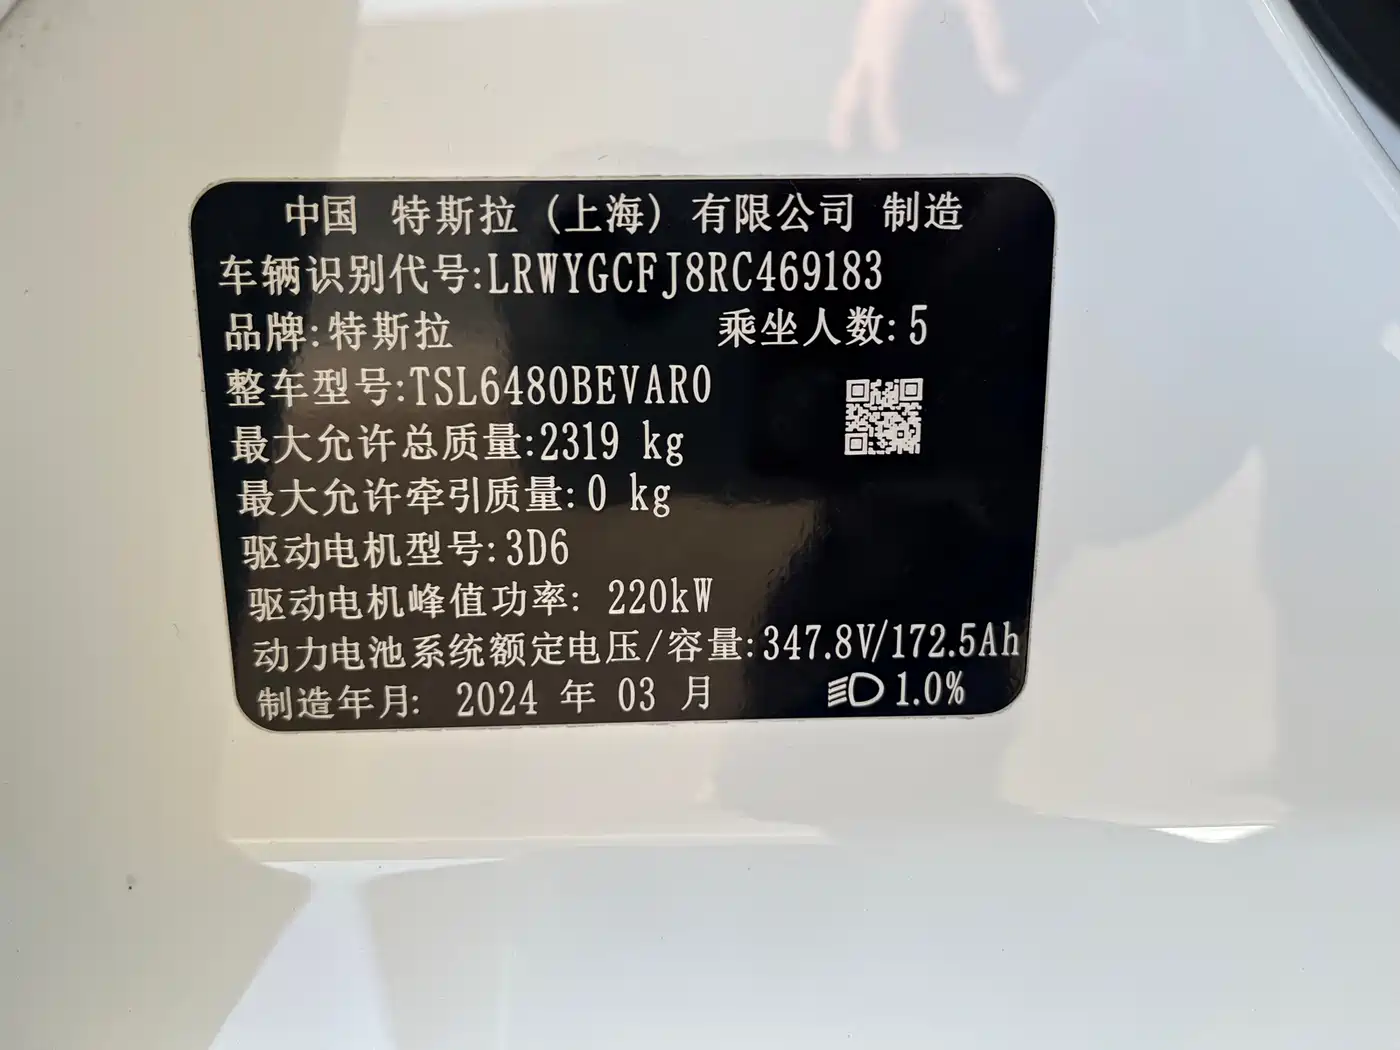 中国 特斯拉（上海）有限公司 制造
车辆识别代号:LRWYGCFJ8RC469183
品牌:特斯拉 乘坐人数:5
整车型号:TSL6480BEVAR0
最大允许总质量:2319 kg
最大允许牵引质量:0 kg
驱动电机型号:3D6
驱动电机峰值功率: 220kW
动力电池系统额定电压/容量:347.8V/172.5Ah
制造年月: 2024 年 03 月 1.0%